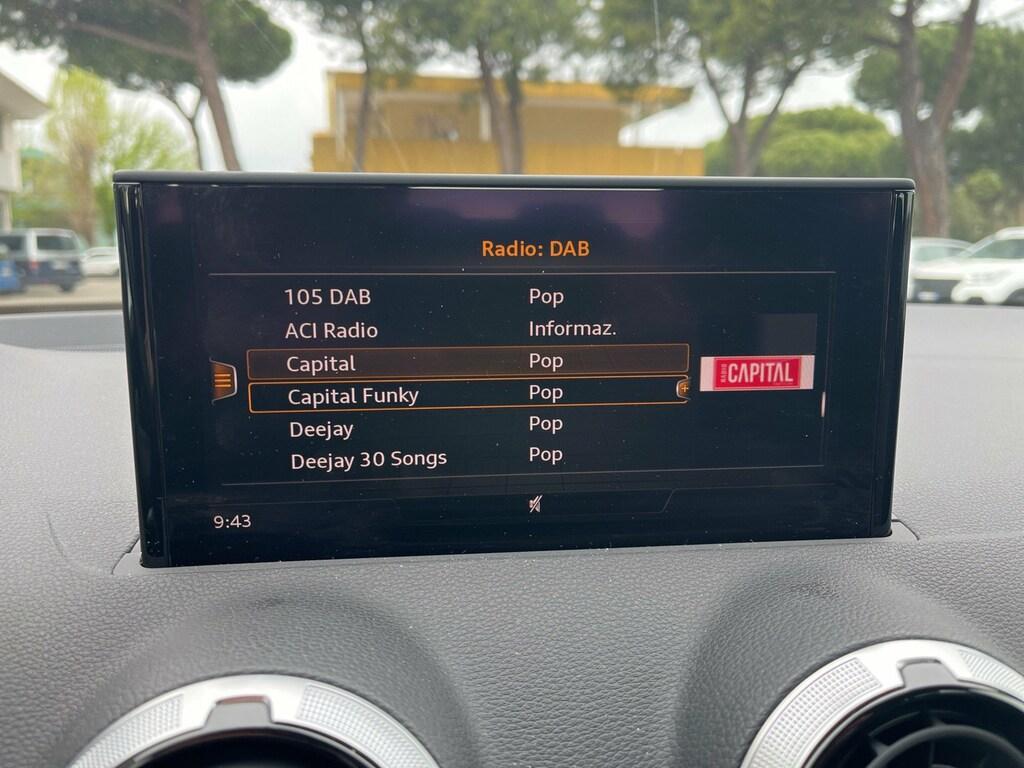 Radio: DAB
105 DAB Pop
ACI Radio Informaz.
Capital Pop
Capital Funky Pop
Deejay Pop
Deejay 30 Songs Pop
RADIO CAPITAL
9:43